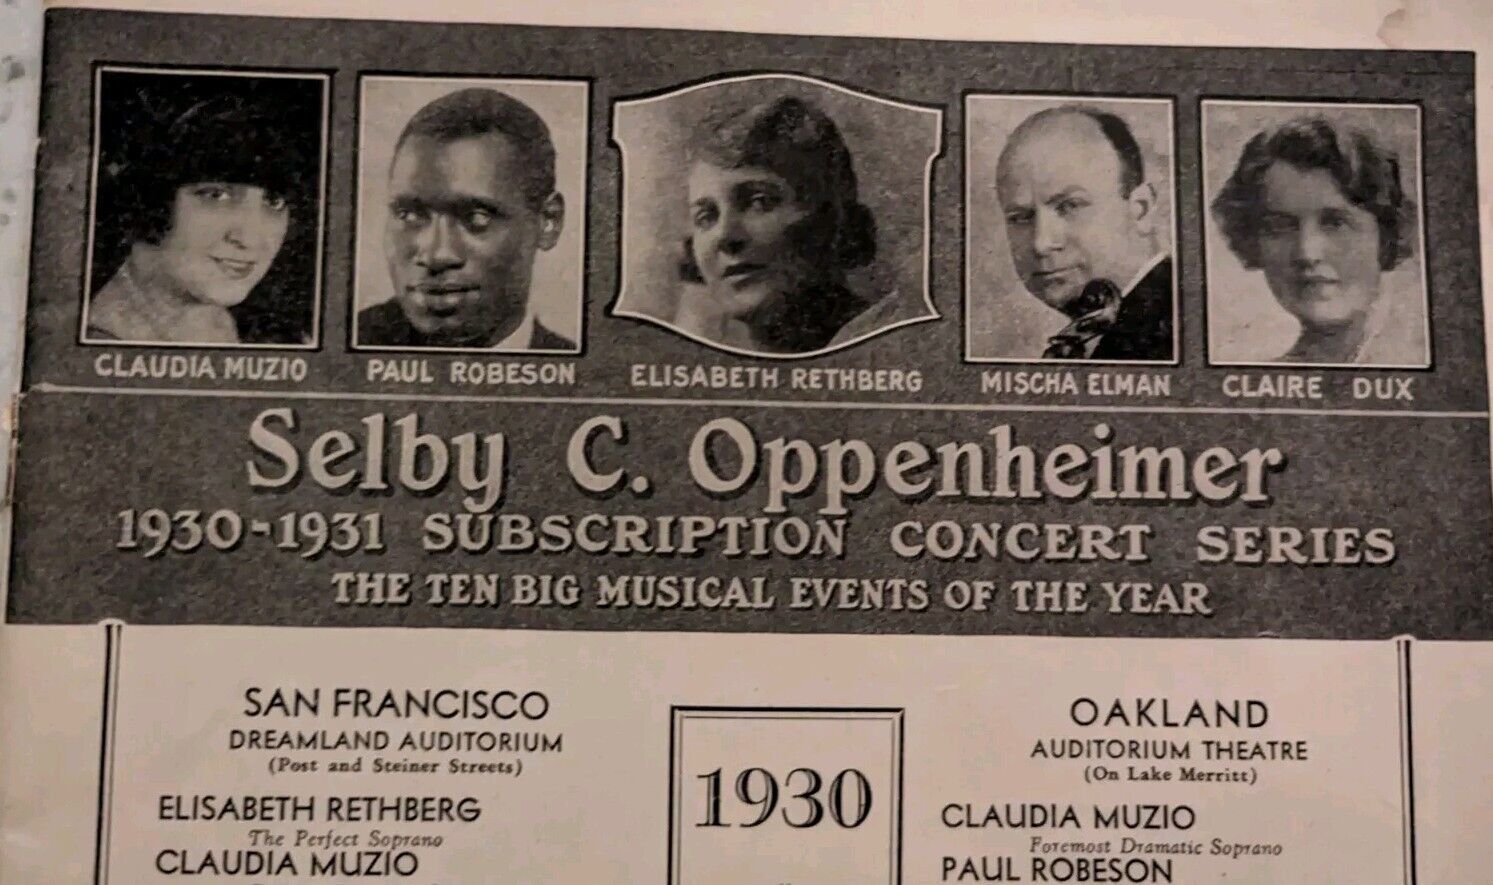 CLAUDIA MUZIO
PAUL ROBESON
ELISABETH RETHBERG
MISCHA ELMAN
CLAIRE DUX
Selby C. Oppenheimer
1930-1931 SUBSCRIPTION CONCERT SERIES
THE TEN BIG MUSICAL EVENTS OF THE YEAR
SAN FRANCISCO
DREAMLAND AUDITORIUM
(Post and Steiner Streets)
ELISABETH RETHBERG
The Perfect Soprano
CLAUDIA MUZIO
1930
OAKLAND
AUDITORIUM THEATRE
(On Lake Merritt)
CLAUDIA MUZIO
Foremost Dramatic Soprano
PAUL ROBESON